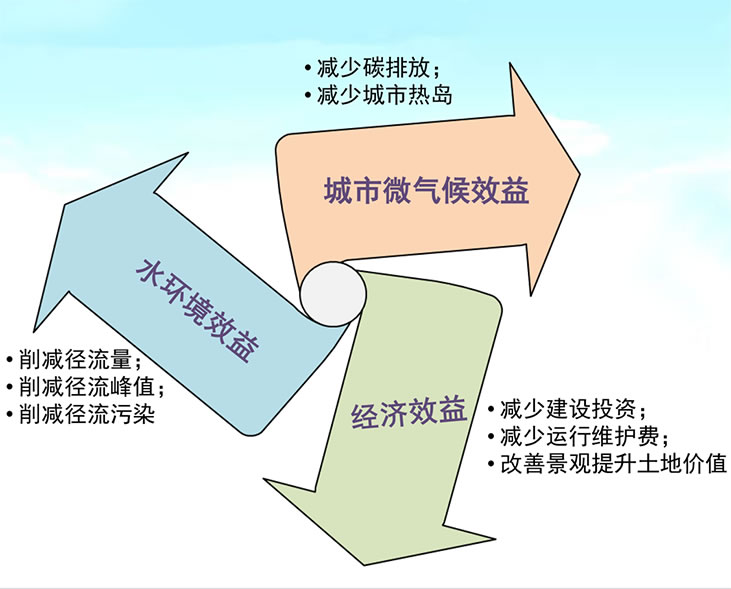 • 减少碳排放；
• 减少城市热岛
城市微气候效益
水环境效益
• 削减径流量；
• 削减径流峰值；
• 削减径流污染
经济效益
• 减少建设投资；
• 减少运行维护费；
• 改善景观提升土地价值